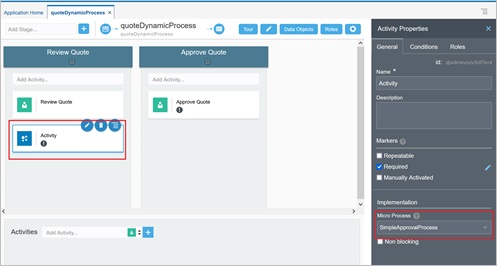 Application Home
quoteDynamicProcess ×
Add Stage...
quoteDynamicProcess
quoteDynamicProcess
Tour
Data Objects
Roles
Review Quote
Approve Quote
Add Activity...
Add Activity...
Review Quote
Approve Quote
Activity
Activities
Add Activity...
Activity Properties
General
Conditions
Roles
id:
Name *
Activity
Description
Markers
Repeatable
Required
Manually Activated
Implementation
Micro Process
SimpleApprovalProcess
Non blocking